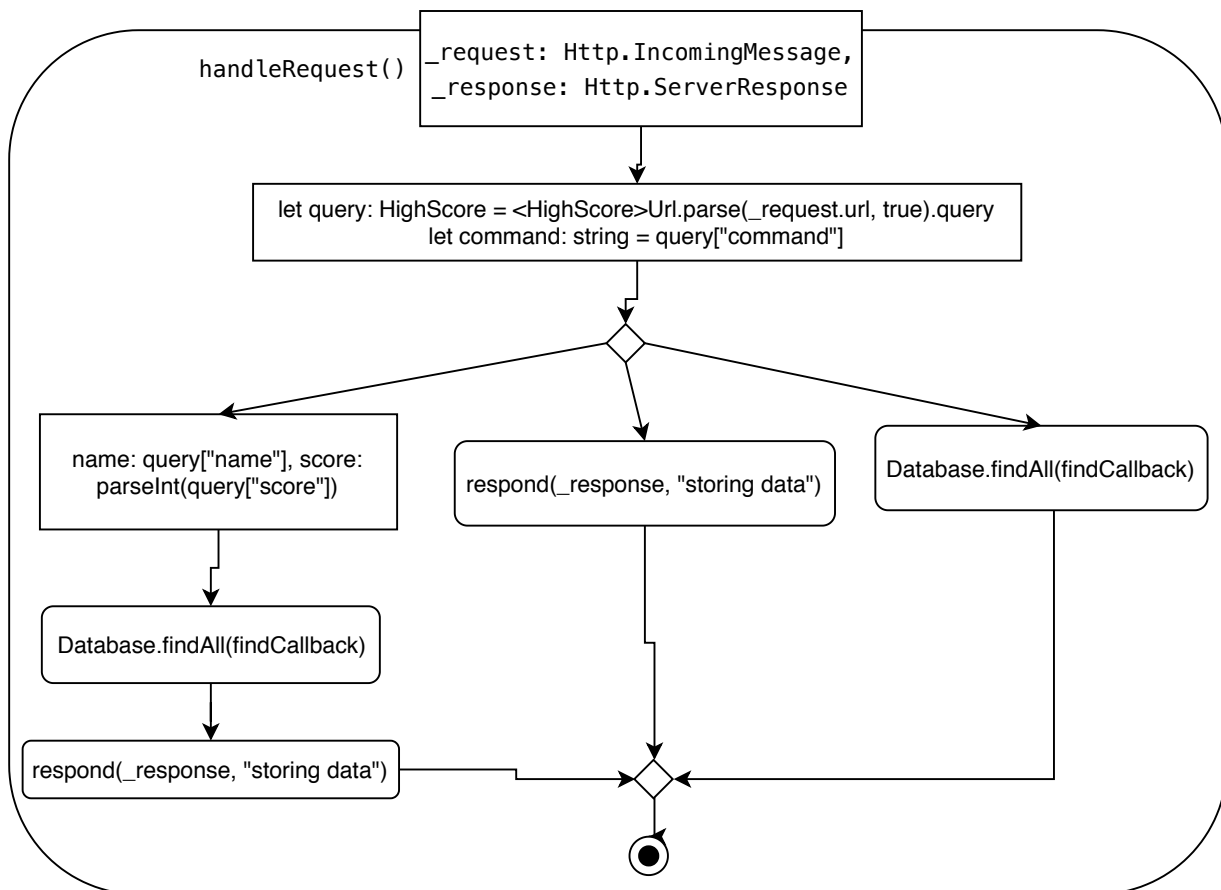 handleRequest()
_request: Http.IncomingMessage,
_response: Http.ServerResponse
let query: HighScore = <HighScore>Url.parse(_request.url, true).query
let command: string = query["command"]
name: query["name"], score:
parseInt(query["score"])
respond(_response, "storing data")
Database.findAll(findCallback)
Database.findAll(findCallback)
respond(_response, "storing data")